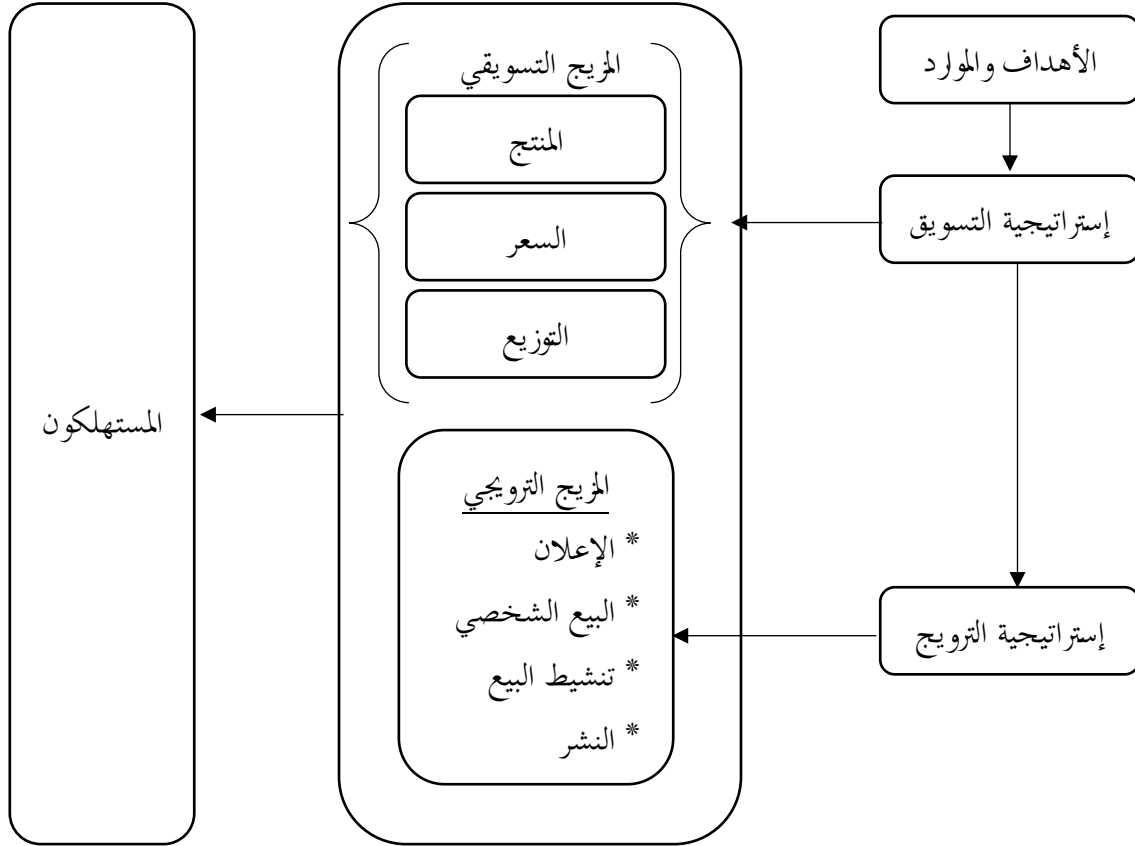 الأهداف والموارد
إستراتيجية التسويق
إستراتيجية الترويج
المزيج التسويقي
المنتج
السعر
التوزيع
المزيج الترويجي
* الإعلان
* البيع الشخصي
* تنشيط البيع
* النشر
المستهلكون